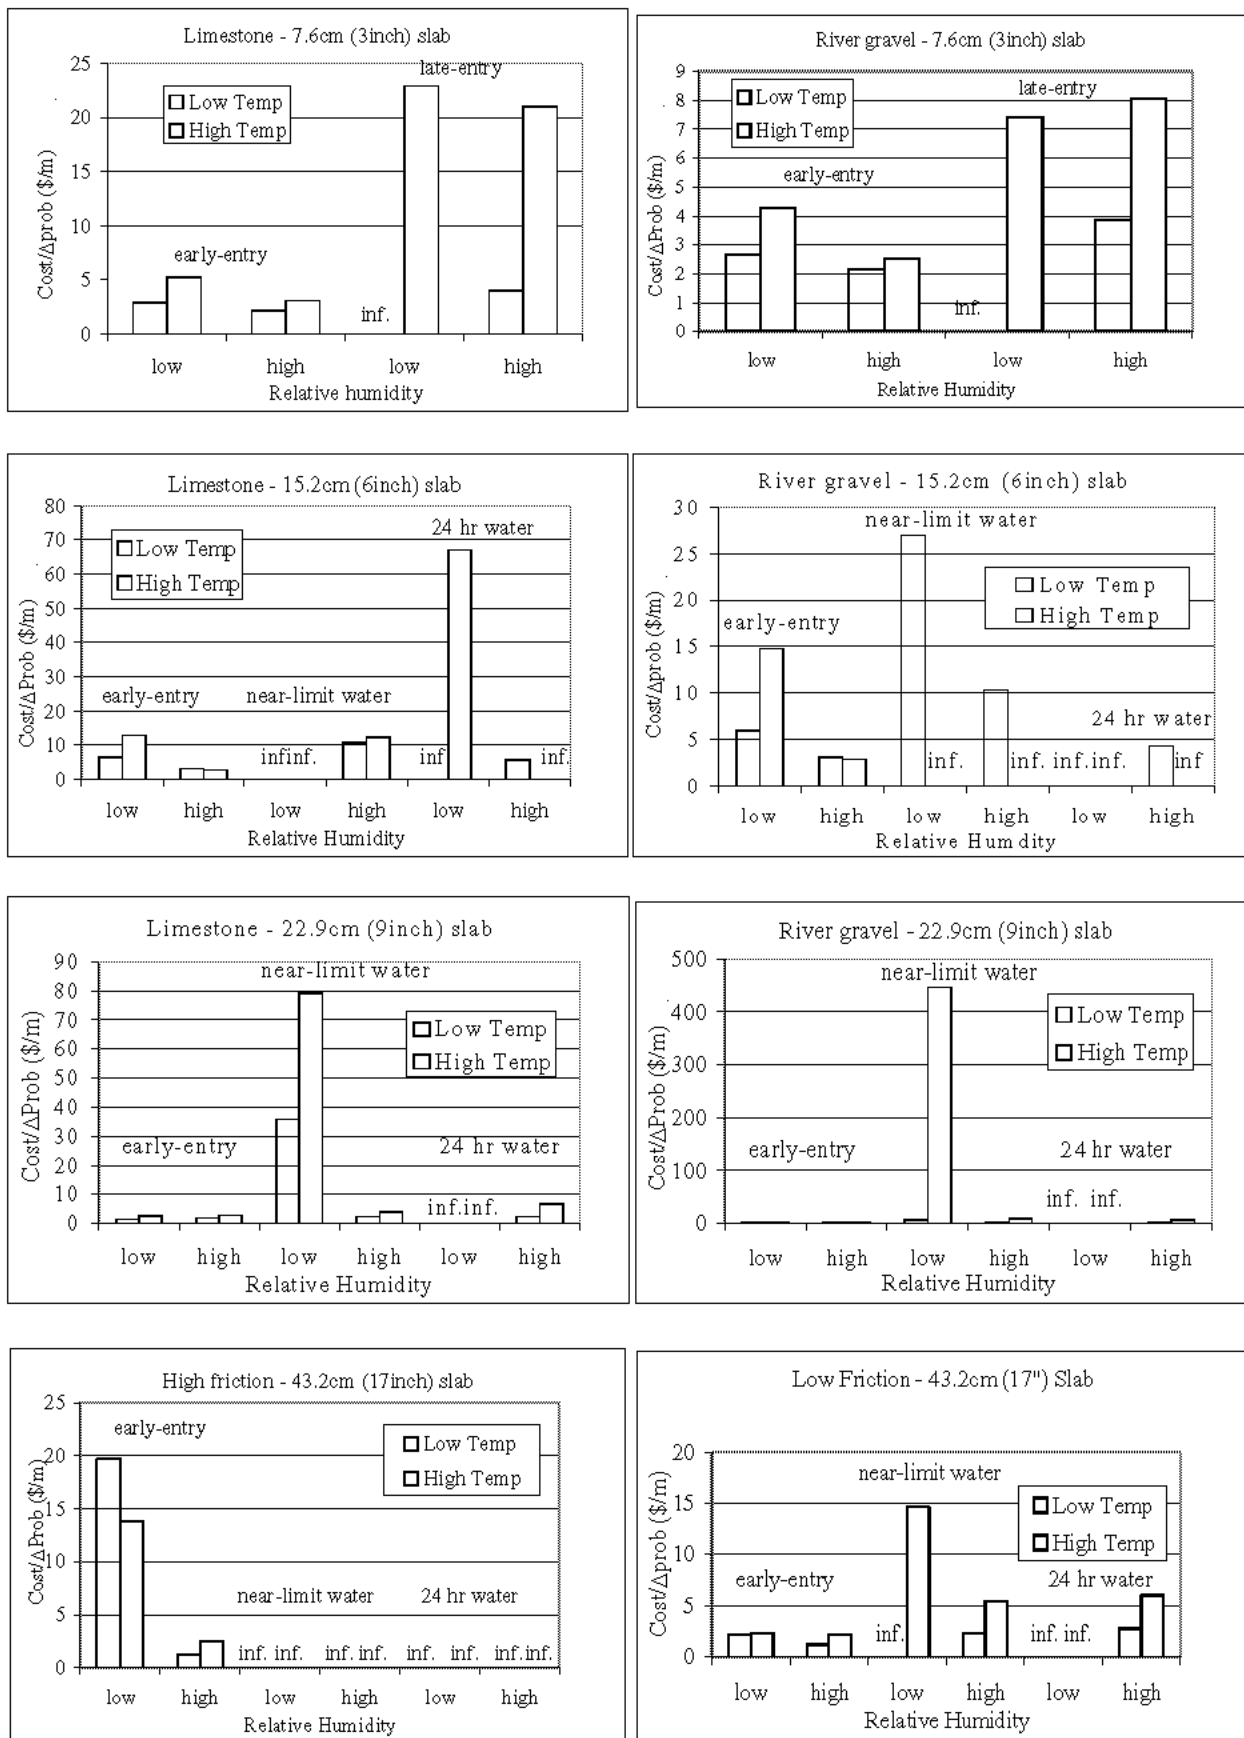 Limestone - 7.6cm (3inch) slab
25
20
15
10
5
0
Cost/Δprob ($/m)
Low Temp
High Temp
late-entry
early-entry
inf.
low high low high
Relative humidity
River gravel - 7.6cm (3inch) slab
9
8
7
6
5
4
3
2
1
0
Cost/ΔProb ($/m)
Low Temp
High Temp
late-entry
early-entry
inf.
low high low high
Relative Humidity
Limestone - 15.2cm (6inch) slab
80
70
60
50
40
30
20
10
0
Cost/ΔProb ($/m)
Low Temp
High Temp
24 hr water
early-entry near-limit water
infinf. inf inf.
low high low high low high
Relative Humidity
River gravel - 15.2cm (6inch) slab
30
25
20
15
10
5
0
Cost/Δprob ($/m)
near-limit water
Low Temp
High Temp
early-entry
24 hr water
inf. inf. inf.inf. inf
low high low high low high
Relative Humdity
Limestone - 22.9cm (9inch) slab
90
80
70
60
50
40
30
20
10
0
Cost/ΔProb ($/m)
near-limit water
Low Temp
High Temp
early-entry 24 hr water
inf.inf.
low high low high low high
Relative Humidity
River gravel - 22.9cm (9inch) slab
500
400
300
200
100
0
Cost/ΔProb ($/m)
near-limit water
Low Temp
High Temp
early-entry 24 hr water
inf. inf.
low high low high low high
Relative Humidity
High friction - 43.2cm (17inch) slab
25
20
15
10
5
0
Cost/ΔProb ($/m)
early-entry
Low Temp
High Temp
near-limit water 24 hr water
inf. inf. inf. inf. inf. inf. inf.inf.
low high low high low high
Relative Humidity
Low Friction - 43.2cm (17") Slab
20
15
10
5
0
Cost/Δprob ($/m)
near-limit water
Low Temp
High Temp
early-entry 24 hr water
inf. inf. inf.
low high low high low high
Relative Humidity